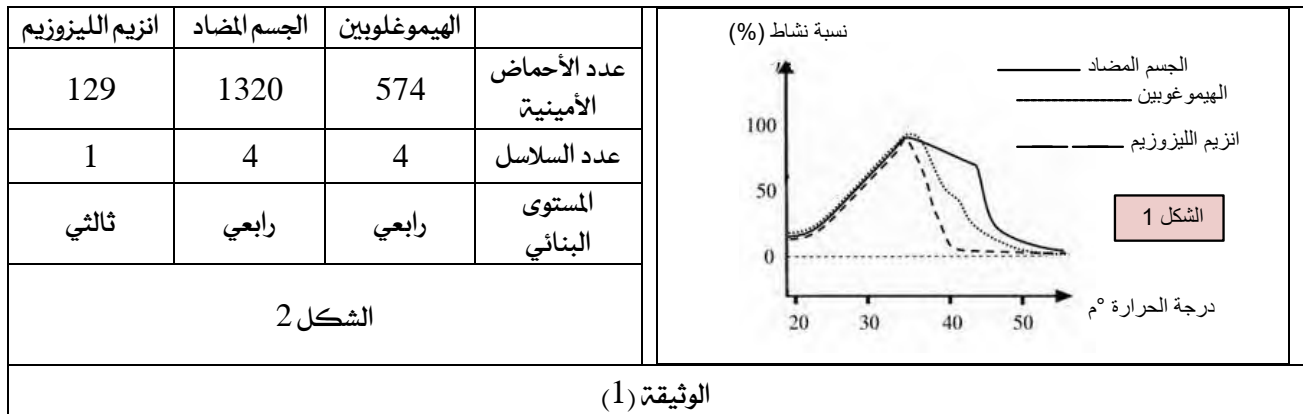 نسبة نشاط (%)
الجسم المضاد
الهيموغوبين
انزيم الليزوزيم
الشكل 1
100
50
0
20 30 40 50
درجة الحرارة °م
الهيموغلوبين الجسم المضاد انزيم الليزوزيم
عدد الأحماض الأمينية 574 1320 129
عدد السلاسل 4 4 1
المستوى البنائي رابعي رابعي ثالثي
الشكل 2
الوثيقة (1)